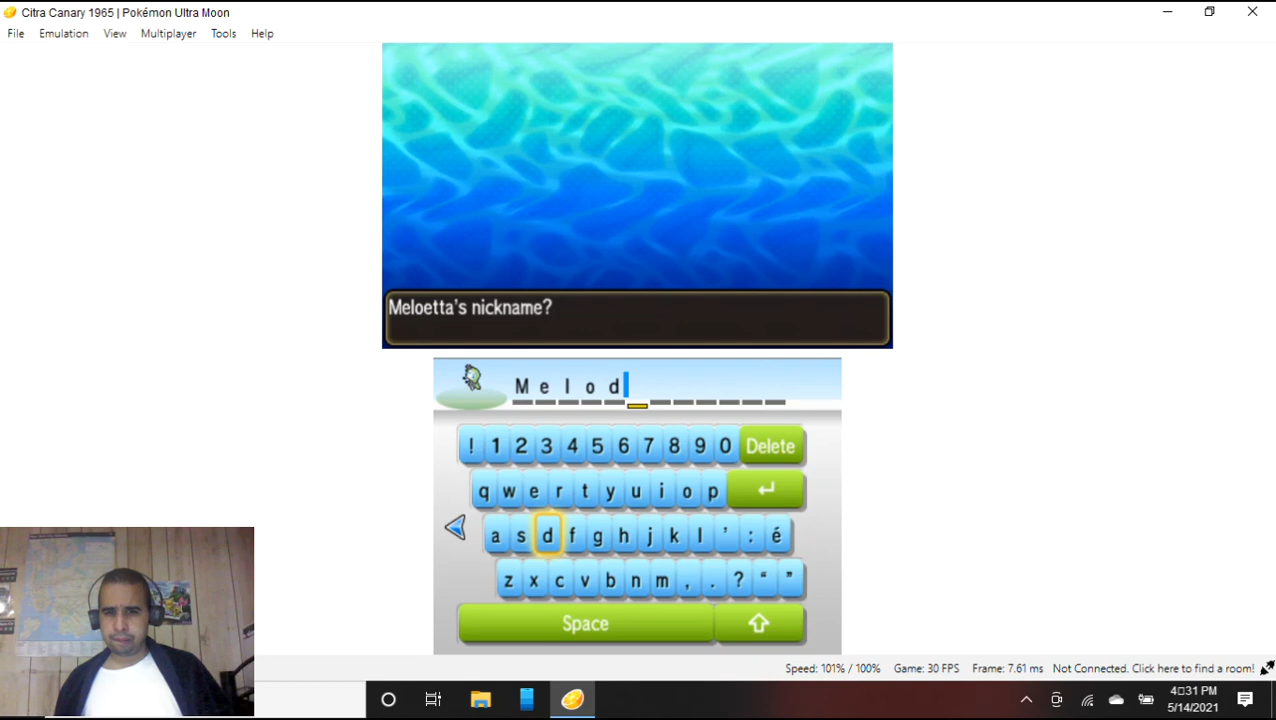 Citra Canary 1965 | Pokémon Ultra Moon
File Emulation View Multiplayer Tools Help
Meloetta's nickname?
Melod
! 1 2 3 4 5 6 7 8 9 0 Delete
q w e r t y u i o p
a s d f g h j k l ’ : é
z x c v b n m , . ? “ ”
Space
Speed: 101% / 100% Game: 30 FPS Frame: 7.61 ms Not Connected. Click here to find a room!
4□31 PM
5/14/2021